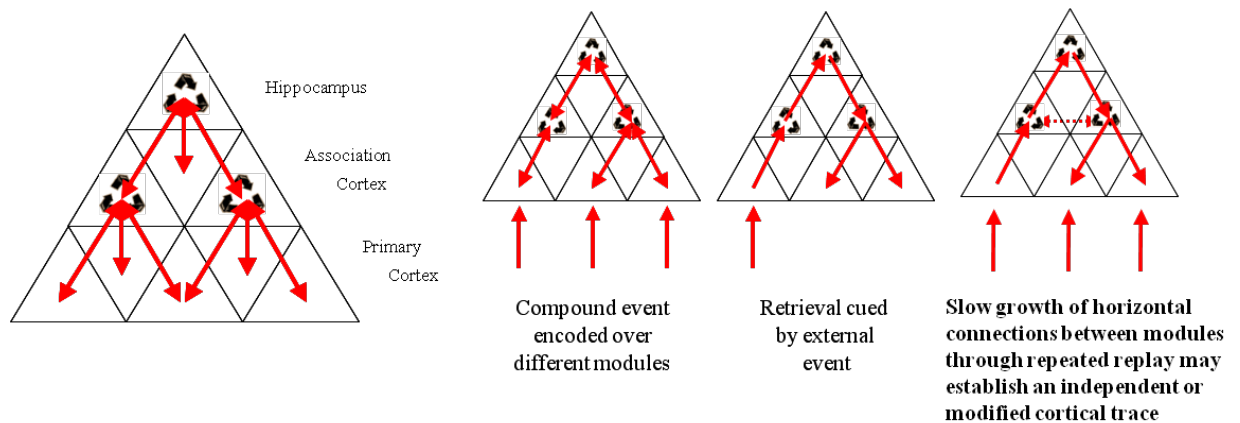 Hippocampus
Association
Cortex
Primary
Cortex
Compound event
encoded over
different modules
Retrieval cued
by external
event
Slow growth of horizontal
connections between modules
through repeated replay may
establish an independent or
modified cortical trace